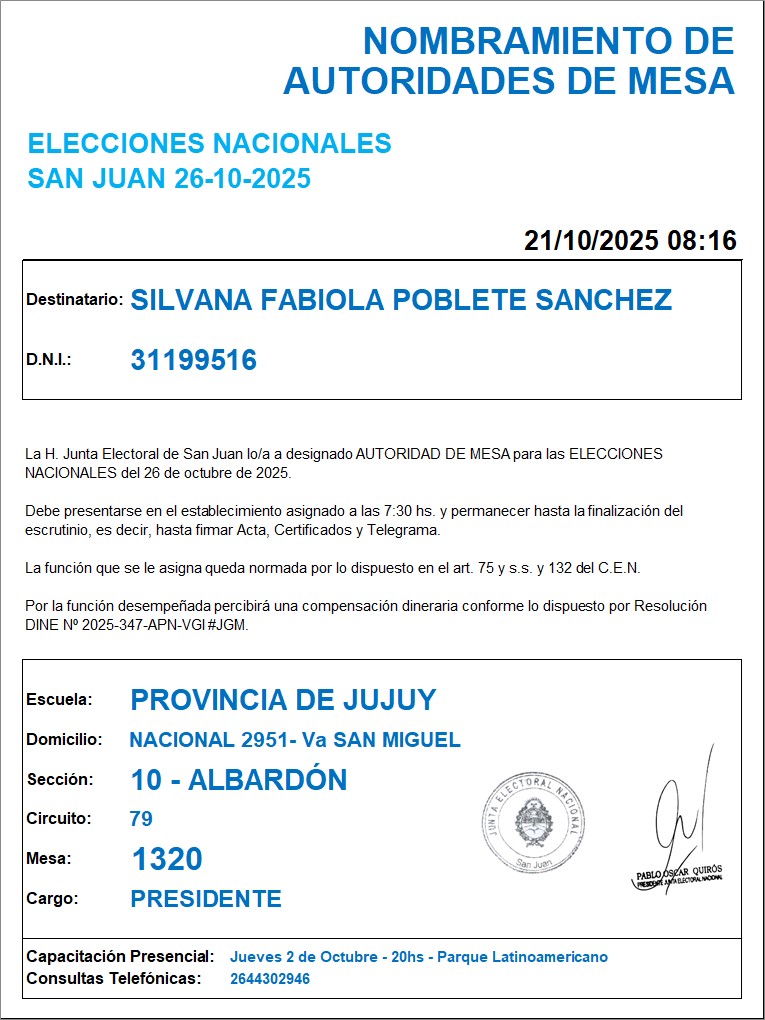 NOMBRAMIENTO DE
AUTORIDADES DE MESA
ELECCIONES NACIONALES
SAN JUAN 26-10-2025
21/10/2025 08:16
Destinatario: SILVANA FABIOLA POBLETE SANCHEZ
D.N.I.: 31199516
La H. Junta Electoral de San Juan lo/a a designado AUTORIDAD DE MESA para las ELECCIONES
NACIONALES del 26 de octubre de 2025.
Debe presentarse en el establecimiento asignado a las 7:30 hs. y permanecer hasta la finalización del
escrutinio, es decir, hasta firmar Acta, Certificados y Telegrama.
La función que se le asigna queda normada por lo dispuesto en el art. 75 y s.s. y 132 del C.E.N.
Por la función desempeñada percibirá una compensación dineraria conforme lo dispuesto por Resolución
DINE Nº 2025-347-APN-VGI#JGM.
Escuela: PROVINCIA DE JUJUY
Domicilio: NACIONAL 2951- Va SAN MIGUEL
Sección: 10 - ALBARDÓN
Circuito: 79
Mesa: 1320
Cargo: PRESIDENTE
JUNTA ELECTORAL NACIONAL
San Juan
PABLO OSCAR QUIRÓS
PRESIDENTE JUNTA ELECTORAL NACIONAL
Capacitación Presencial: Jueves 2 de Octubre - 20hs - Parque Latinoamericano
Consultas Telefónicas: 2644302946